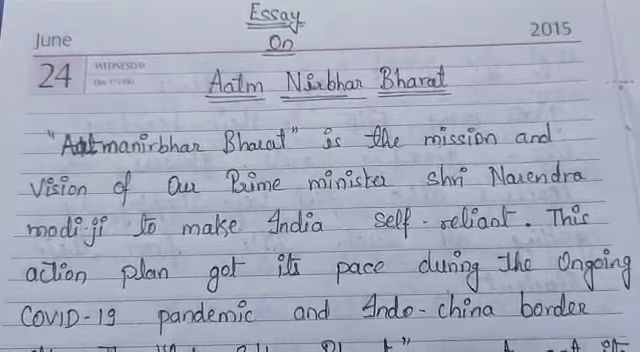 Essay
June 2015
On
24 WEDNESDAY
Aatm Nirbhar Bharat
"Aatmanirbhar Bharat" is the mission and
vision of Our Prime minister shri Narendra
modi ji to make India self-reliant. This
action plan got its pace during the Ongoing
COVID-19 pandemic and Indo-china border